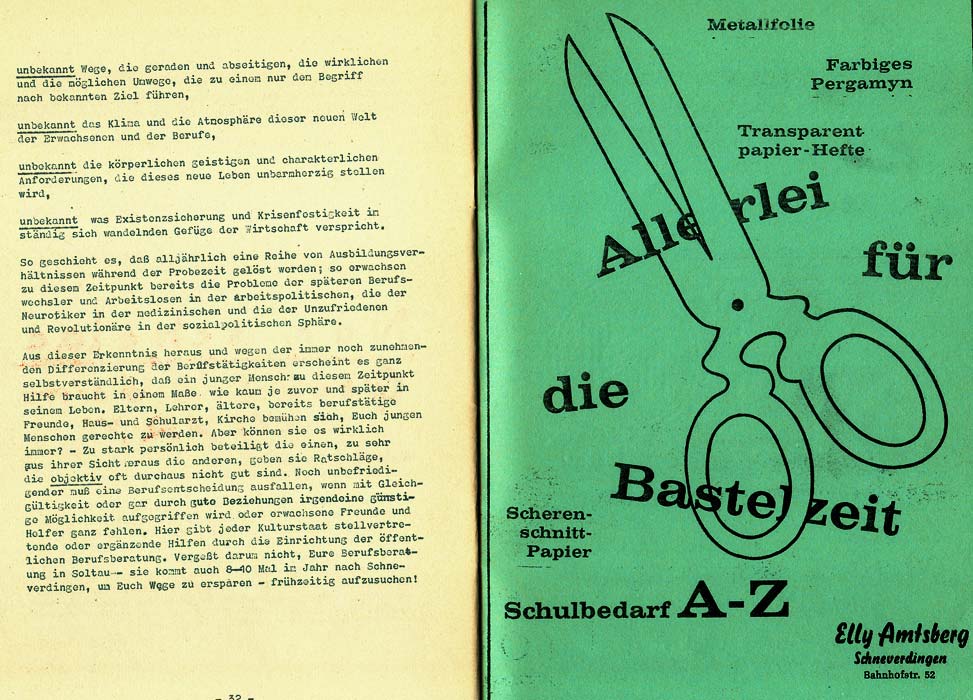 unbekannt Wege, die geraden und abseitigen, die wirklichen
und die möglichen Umwege, die zu einem nur dem Begriff
nach bekannten Ziel führen,
unbekannt das Klima und die Atmosphäre dieser neuen Welt
der Erwachsenen und der Berufe,
unbekannt die körperlichen geistigen und charakterlichen
Anforderungen, die dieses neue Leben unbarmherzig stellen
wird,
unbekannt was Existenzsicherung und Krisenfestigkeit im
ständig sich wandelnden Gefüge der Wirtschaft verspricht.
So geschieht es, daß alljährlich eine Reihe von Ausbildungsver-
hältnissen während der Probezeit gelöst werden; so erwachsen
zu diesem Zeitpunkt bereits die Probleme der späteren Berufs-
wechsler und Arbeitslosen in der arbeitspolitischen, die der
Neurotiker in der medizinischen und die der Unzufriedenen
und Revolutionäre in der sozialpolitischen Sphäre.
Aus dieser Erkenntnis heraus und wegen der immer noch zunehmen-
den Differenzierung der Berufstätigkeiten erscheint es ganz
selbstverständlich, daß ein junger Mensch zu diesem Zeitpunkt
Hilfe braucht in einem Maße wie kaum je zuvor und später in
seinem Leben. Eltern, Lehrer, ältere, bereits berufstätige
Freunde, Haus- und Schularzt, Kirche bemühen sich, Euch jungen
Menschen gerecht zu werden. Aber können sie es wirklich
immer? - Zu stark persönlich beteiligt die einen, zu sehr
aus ihrer Sicht heraus die anderen, geben sie Ratschläge,
die objektiv oft durchaus nicht gut sind. Noch unbefriedi-
gender muß eine Berufsentscheidung ausfallen, wenn mit Gleich-
gültigkeit oder gar durch gute Beziehungen irgendeine günsti-
ge Möglichkeit aufgegriffen wird oder erwachsene Freunde und
Helfer ganz fehlen. Hier gibt jeder Kulturstaat stellvertre-
tende oder ergänzende Hilfen durch die Einrichtung der öffent-
lichen Berufsberatung. Vergeßt darum nicht, Eure Berufsberat-
ung in Soltau - sie kommt auch 8-10 Mal im Jahr nach Schne-
verdingen, um Euch Wege zu ersparen - frühzeitig aufzusuchen!
- 32 -
Metallfolie
Farbiges
Pergamyn
Transparent-
papier-Hefte
Allerlei
für
die
Bastelzeit
Scheren-
schnitt-
Papier
Schulbedarf A-Z
Elly Amtsberg
Schneverdingen
Bahnhofstr. 52